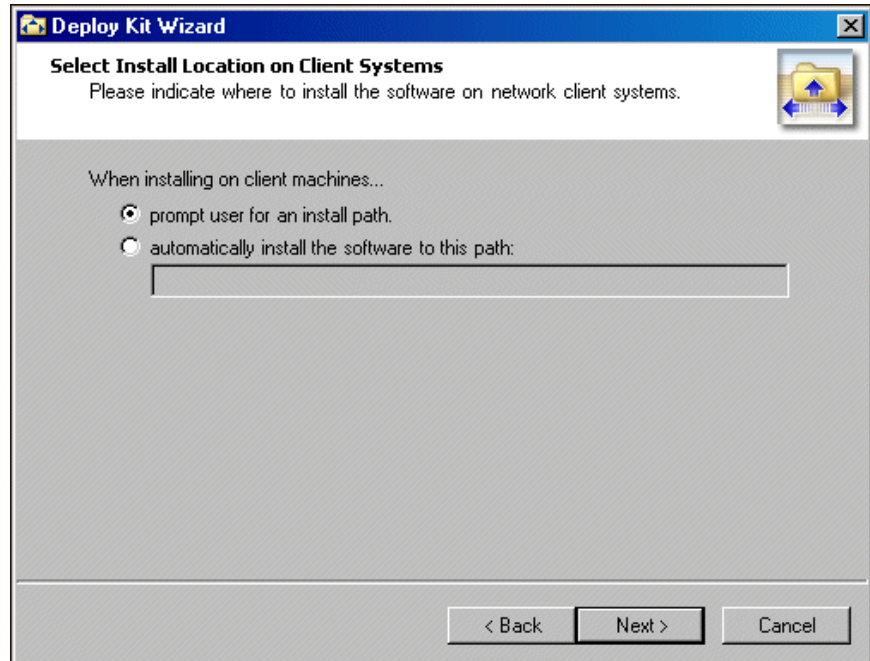 Deploy Kit Wizard
Select Install Location on Client Systems
Please indicate where to install the software on network client systems.
When installing on client machines...
prompt user for an install path.
automatically install the software to this path:
< Back
Next >
Cancel